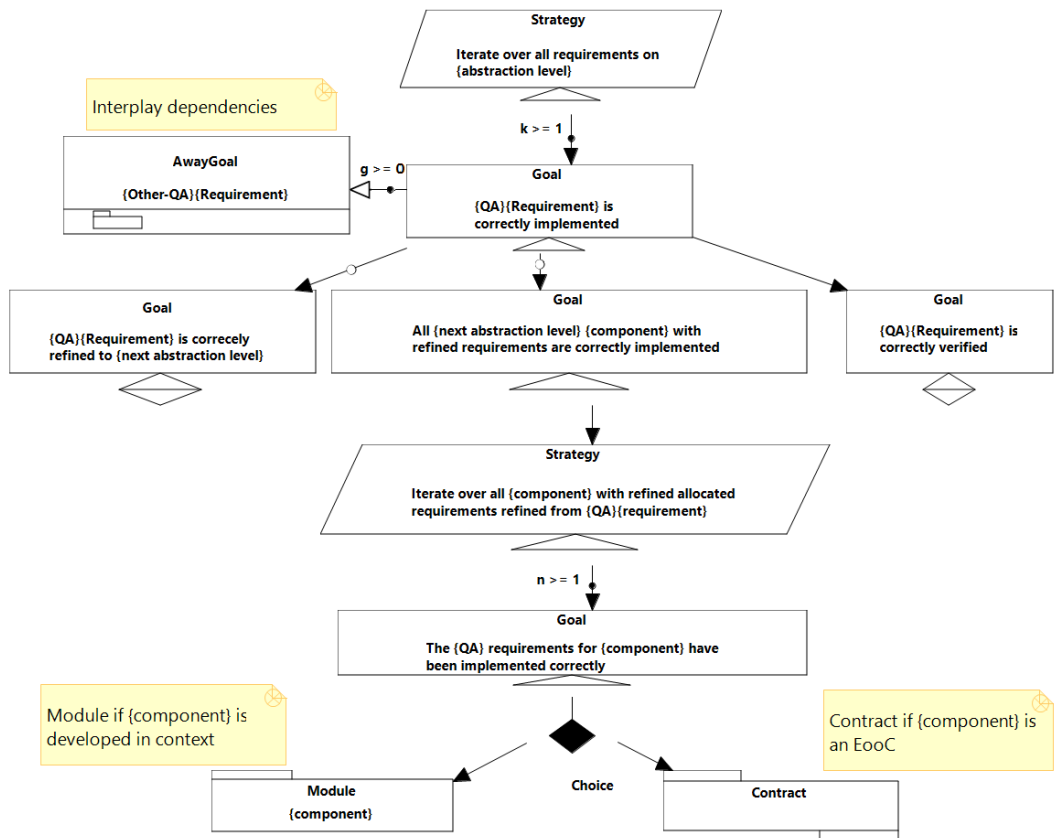 Strategy
Iterate over all requirements on
{abstraction level}
Interplay dependencies
k >= 1
AwayGoal
{Other-QA}{Requirement}
g >= 0
Goal
{QA}{Requirement} is
correctly implemented
Goal
{QA}{Requirement} is correcely
refined to {next abstraction level}
Goal
All {next abstraction level} {component} with
refined requirements are correctly implemented
Goal
{QA}{Requirement} is
correctly verified
Strategy
Iterate over all {component} with refined allocated
requirements refined from {QA}{requirement}
n >= 1
Goal
The {QA} requirements for {component} have
been implemented correctly
Module if {component} is
developed in context
Contract if {component} is
an EooC
Choice
Module
{component}
Contract